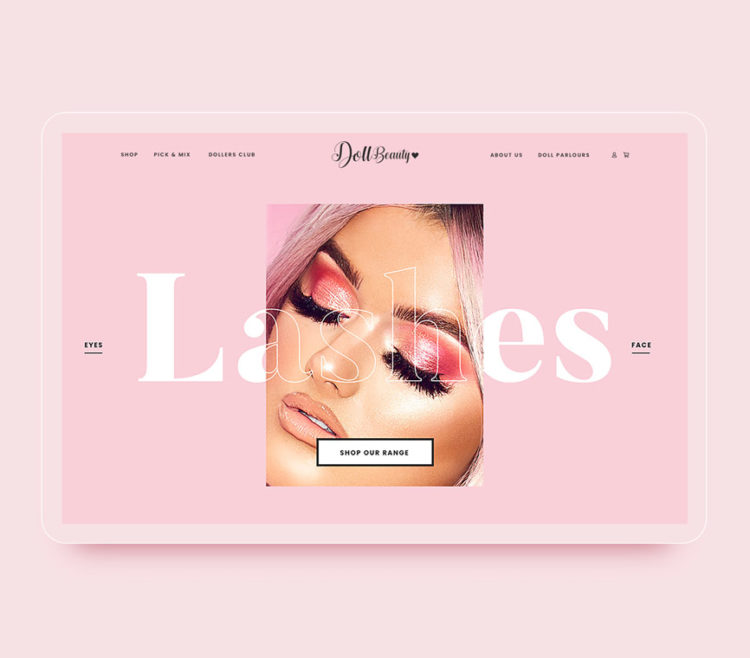 SHOP PICK & MIX DOLLERS CLUB Doll Beauty ABOUT US DOLL PARLOURS
Lashes
EYES
FACE
SHOP OUR RANGE